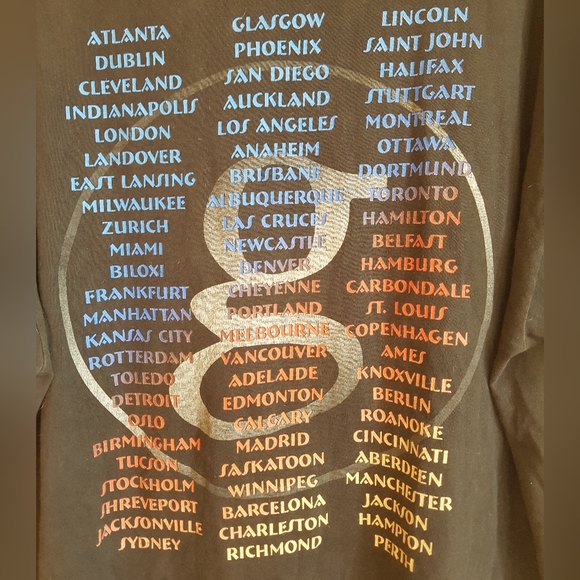 ATLANTA
DUBLIN
CLEVELAND
INDIANAPOLIS
LONDON
LANDOVER
EAST LANSING
MILWAUKEE
ZURICH
MIAMI
BILOXI
FRANKFURT
MANHATTAN
KANSAS CITY
ROTTERDAM
TOLEDO
DETROIT
OSLO
BIRMINGHAM
TUCSON
STOCKHOLM
SHREVEPORT
JACKSONVILLE
SYDNEY
GLASGOW
PHOENIX
SAN DIEGO
AUCKLAND
LOS ANGELES
ANAHEIM
BRISBANE
ALBUQUERQUE
LAS CRUCES
NEWCASTLE
DENVER
CHEYENNE
PORTLAND
MELBOURNE
VANCOUVER
ADELAIDE
EDMONTON
CALGARY
MADRID
SASKATOON
WINNIPEG
BARCELONA
CHARLESTON
RICHMOND
LINCOLN
SAINT JOHN
HALIFAX
STUTTGART
MONTREAL
OTTAWA
DORTMUND
TORONTO
HAMILTON
BELFAST
HAMBURG
CARBONDALE
ST. LOUIS
COPENHAGEN
AMES
KNOXVILLE
BERLIN
ROANOKE
CINCINNATI
ABERDEEN
MANCHESTER
JACKSON
HAMPTON
PERTH
g